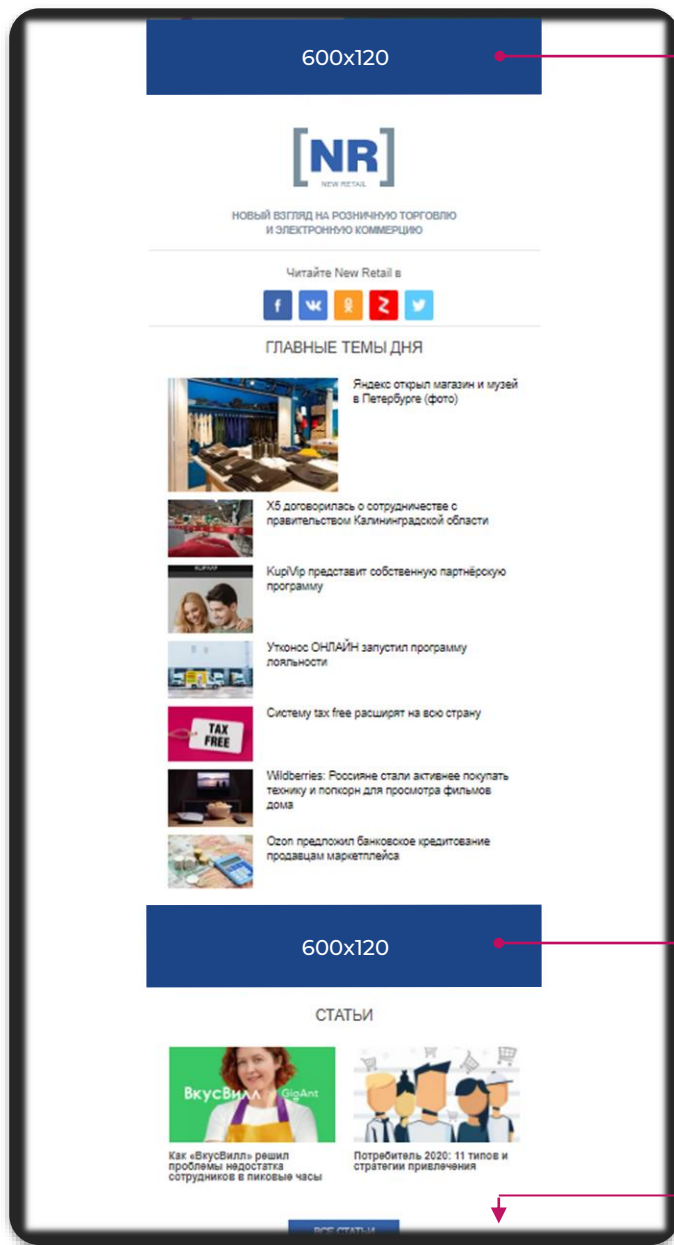 600x120
[NR]
NEW RETAIL
НОВЫЙ ВЗГЛЯД НА РОЗНИЧНУЮ ТОРГОВЛЮ
И ЭЛЕКТРОННУЮ КОММЕРЦИЮ
Читайте New Retail в
ГЛАВНЫЕ ТЕМЫ ДНЯ
Яндекс открыл магазин и музей
в Петербурге (фото)
X5 договорилась о сотрудничестве с
правительством Калининградской области
KUPIVIP
KupiVip представит собственную партнёрскую
программу
Утконос ОНЛАЙН запустил программу
лояльности
TAX
FREE
Систему tax free расширят на всю страну
Wildberries: Россияне стали активнее покупать
технику и попкорн для просмотра фильмов
дома
Ozon предложил банковское кредитование
продавцам маркетплейса
600x120
СТАТЬИ
ВкусВилл GigAnt
Как «ВкусВилл» решил
проблемы недостатка
сотрудников в пиковые часы
Потребитель 2020: 11 типов и
стратегии привлечения
ВСЕ СТАТЬИ